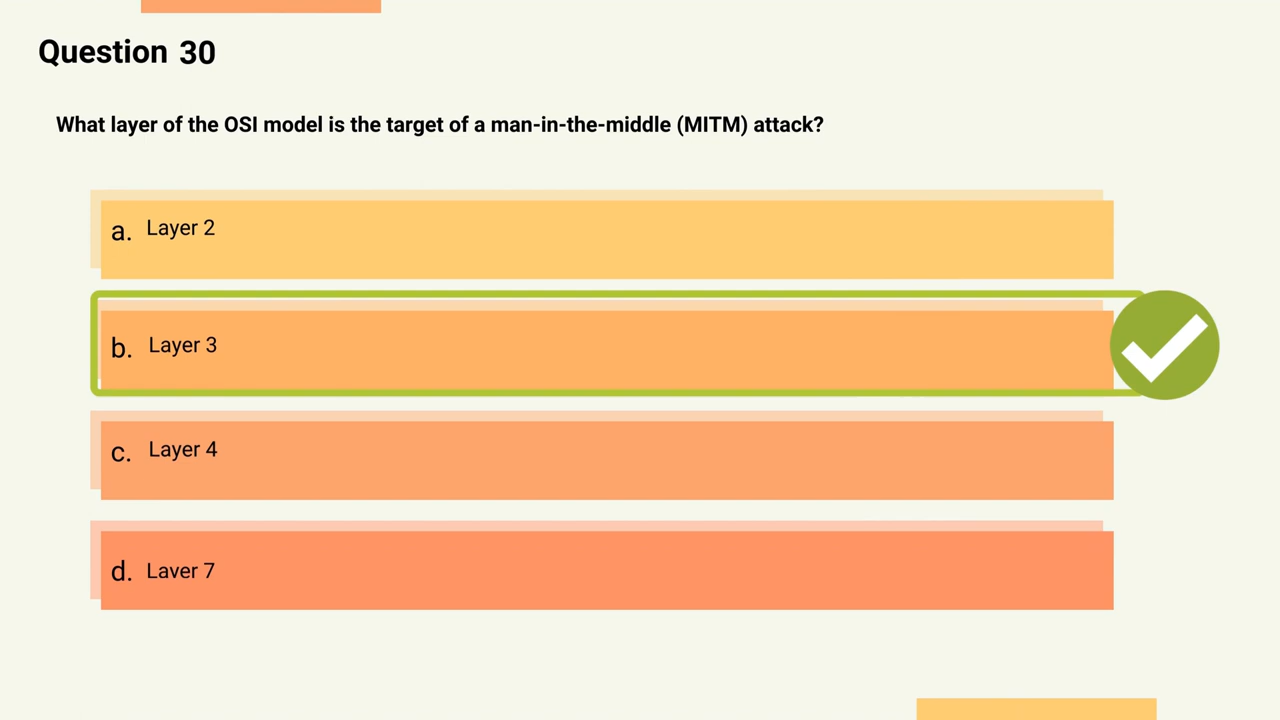 Question 30
What layer of the OSI model is the target of a man-in-the-middle (MITM) attack?
a. Layer 2
b. Layer 3
c. Layer 4
d. Laver 7